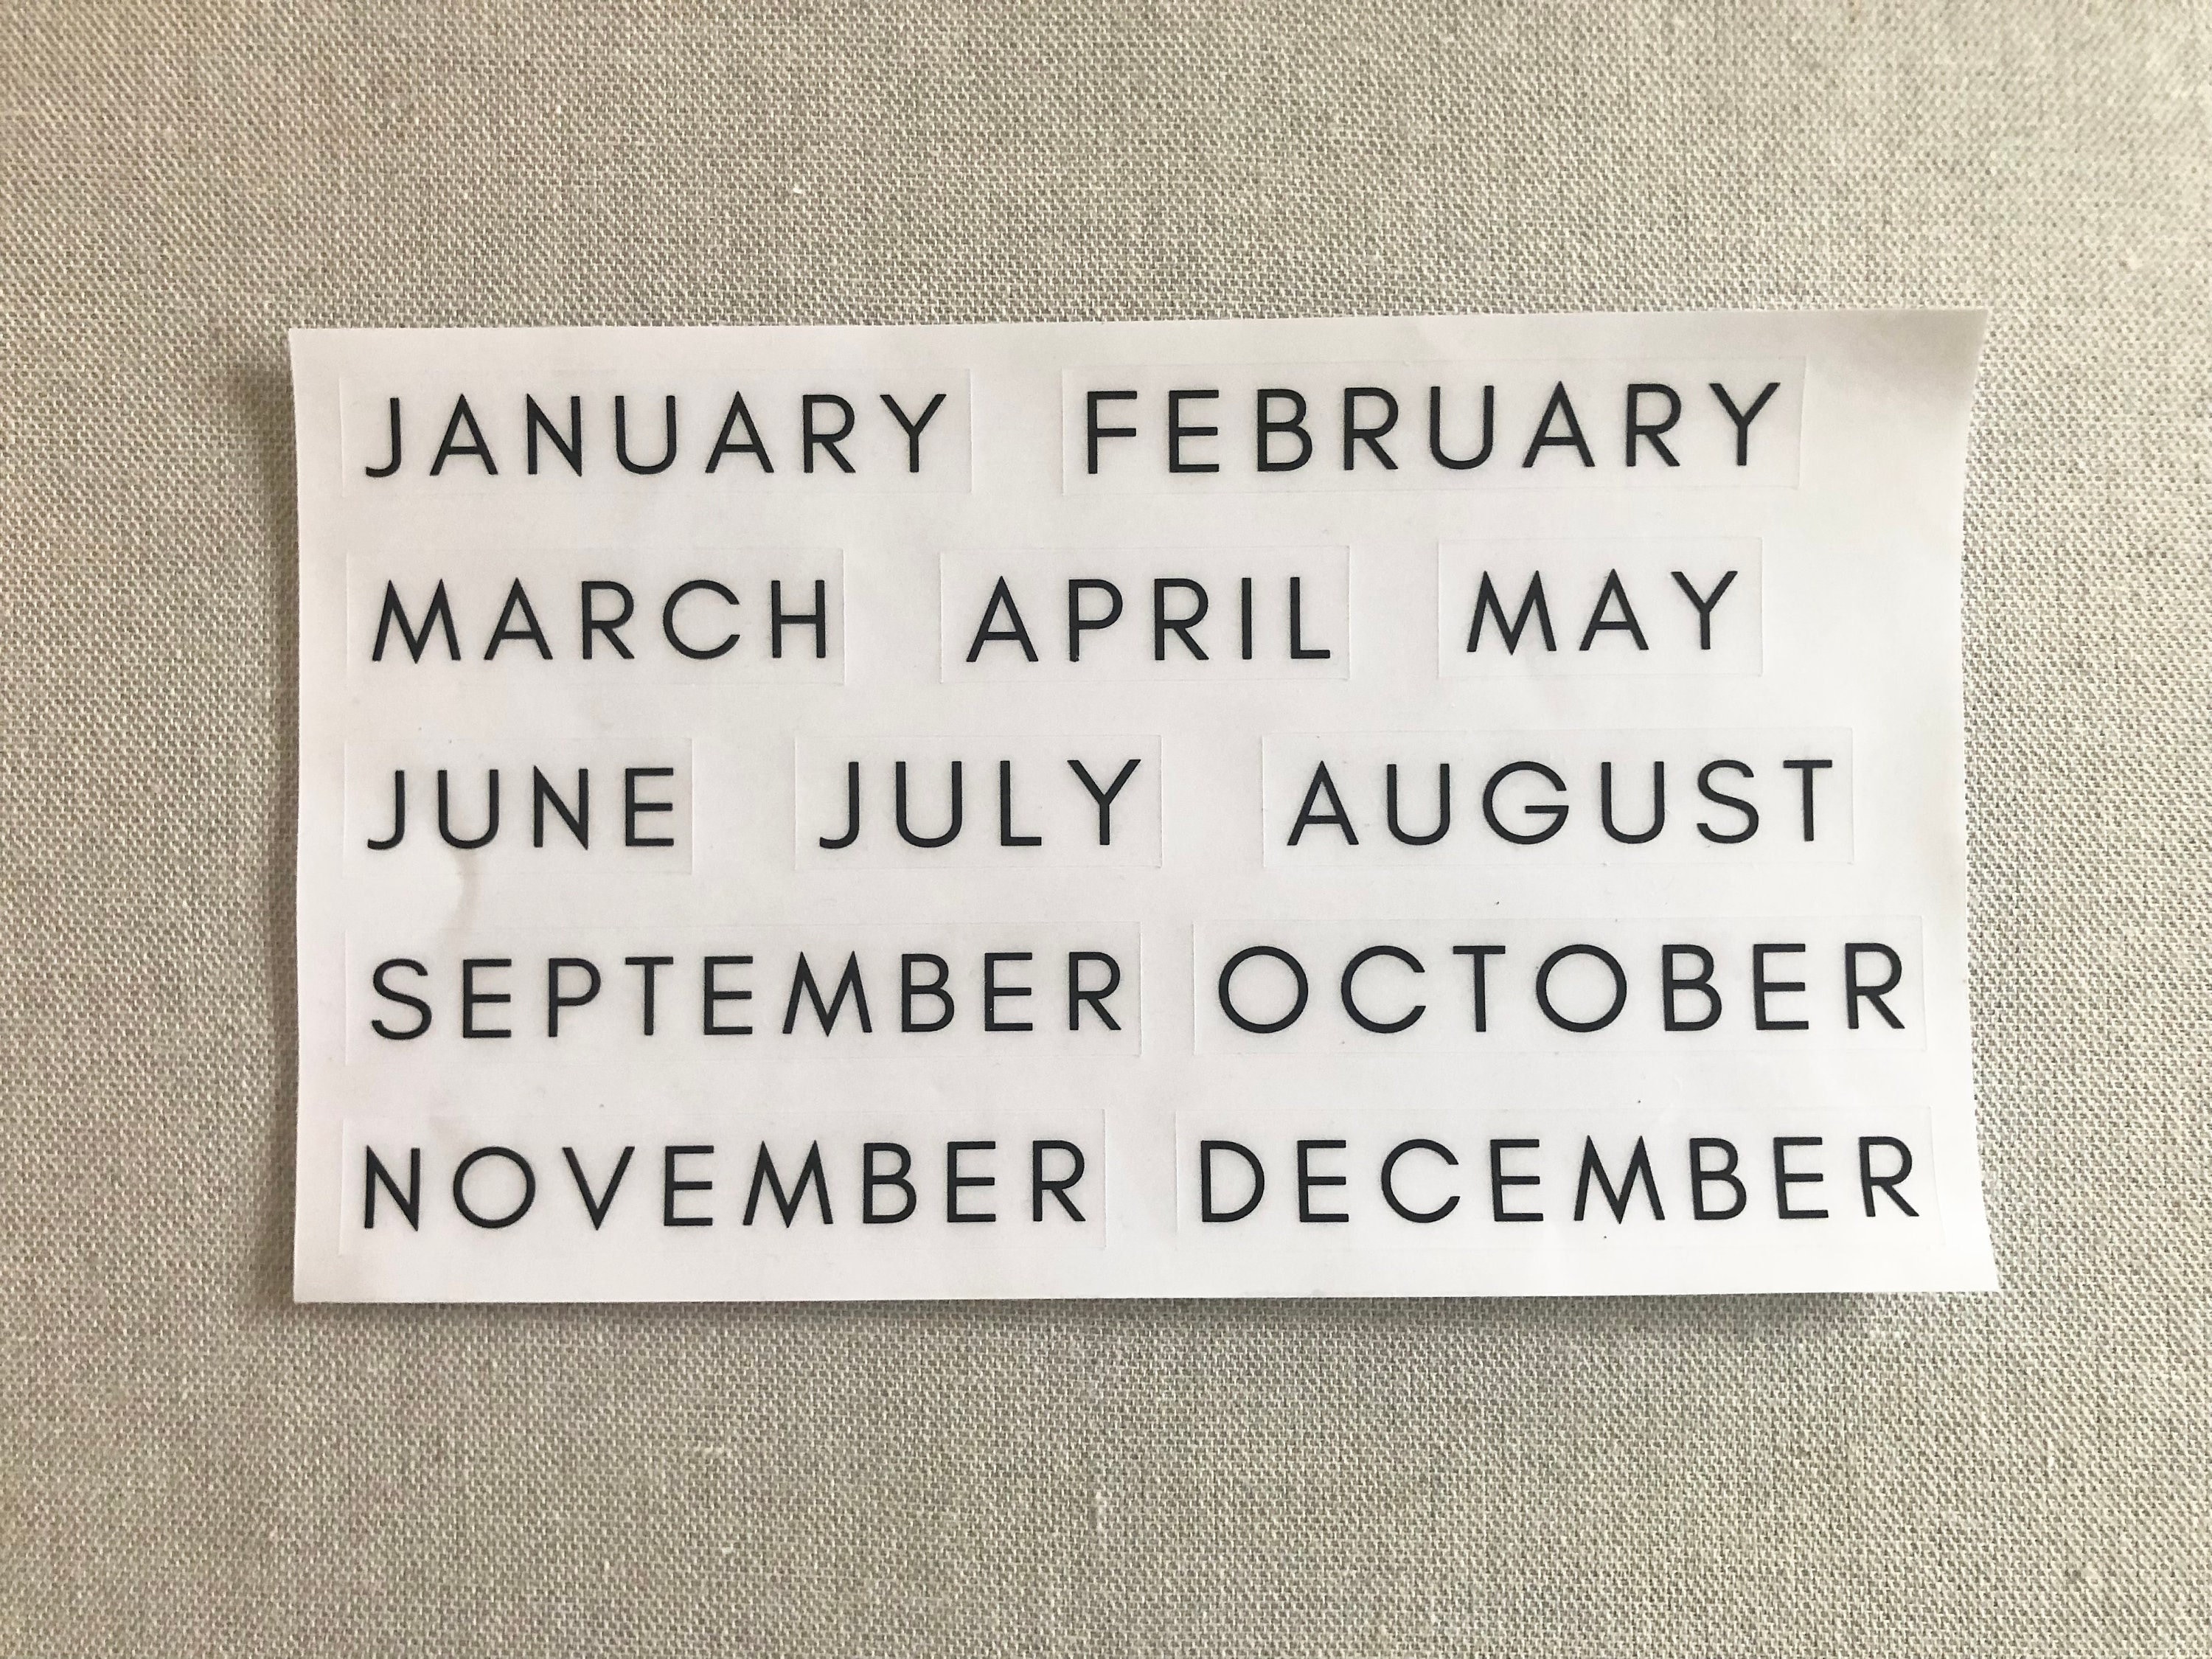 JANUARY FEBRUARY
MARCH APRIL MAY
JUNE JULY AUGUST
SEPTEMBER OCTOBER
NOVEMBER DECEMBER